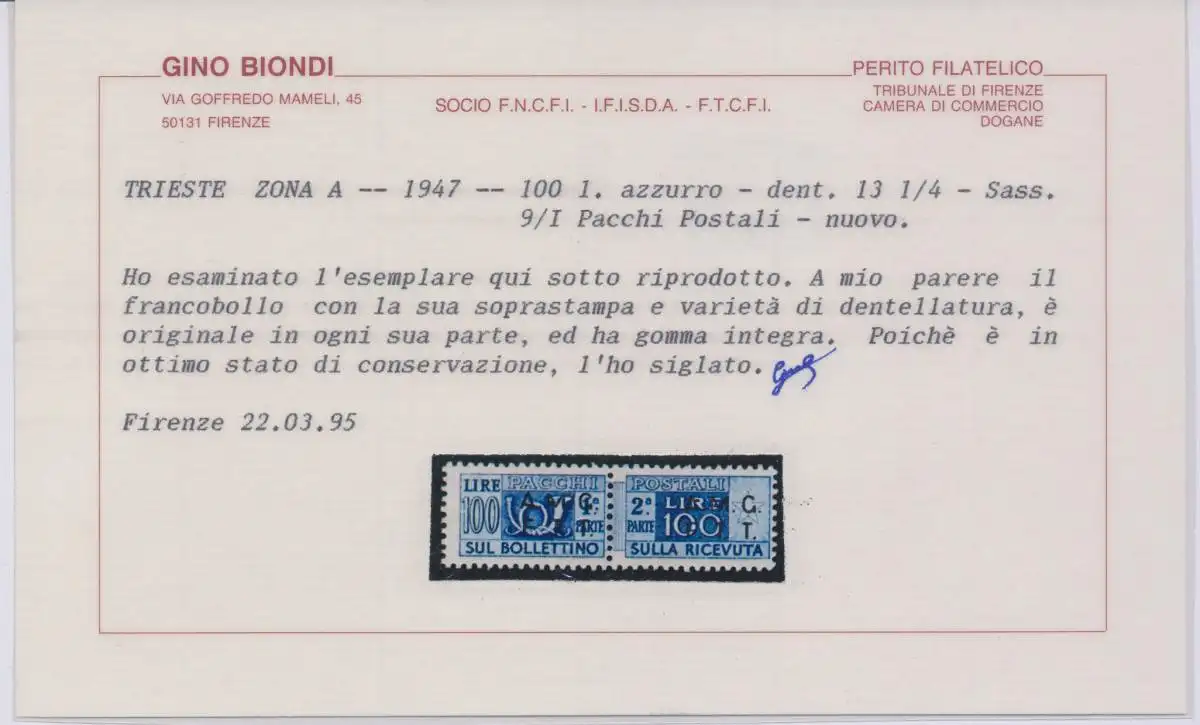 GINO BIONDI
VIA GOFFREDO MAMELI, 45
50131 FIRENZE
SOCIO F.N.C.F.I. - I.F.I.S.D.A. - F.T.C.F.I.
PERITO FILATELICO
TRIBUNALE DI FIRENZE
CAMERA DI COMMERCIO
DOGANE
TRIESTE ZONA A -- 1947 -- 100 l. azzurro - dent. 13 1/4 - Sass.
9/I Pacchi Postali - nuovo.
Ho esaminato l'esemplare qui sotto riprodotto. A mio parere il
francobollo con la sua soprastampa e varietà di dentellatura, è
originale in ogni sua parte, ed ha gomma integra. Poichè è in
ottimo stato di conservazione, l'ho siglato.
Firenze 22.03.95
LIRE PACCHI
100 A.M.G. 1ª
F.T.T. PARTE
SUL BOLLETTINO
POSTALI
2ª LIRE A.M.G.
PARTE 100 F.T.T.
SULLA RICEVUTA